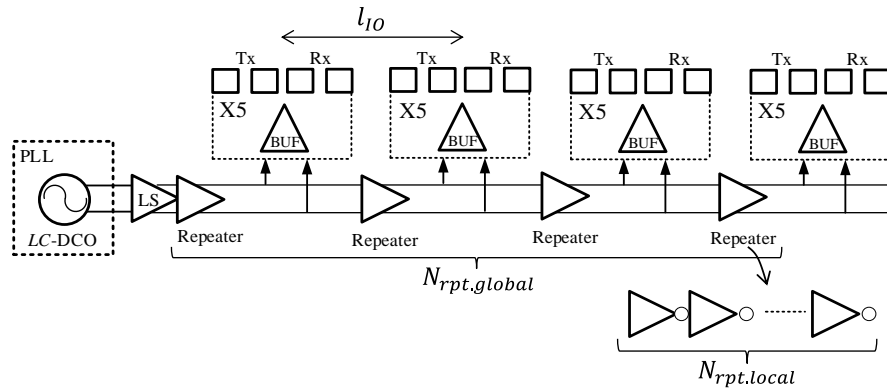 l_IO
Tx Rx Tx Rx Tx Rx Tx Rx
X5 X5 X5 X5
BUF BUF BUF BUF
PLL
LS
LC-DCO
Repeater Repeater Repeater Repeater
N_rpt.global
N_rpt.local